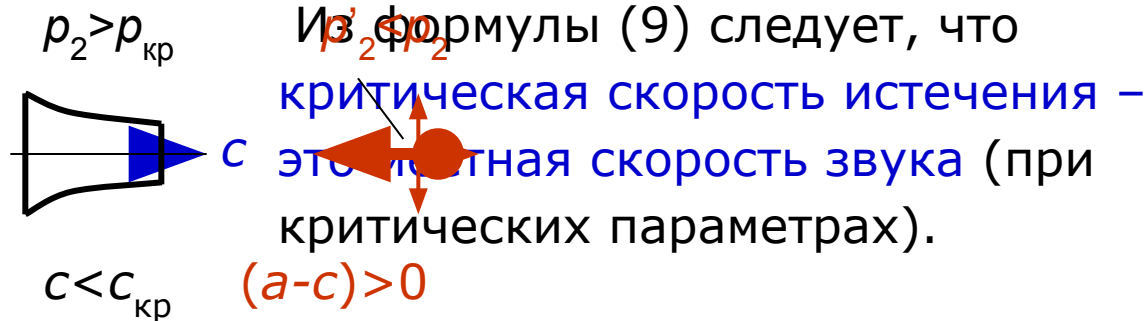 p₂>pкр
p'₂<p₂
Из формулы (9) следует, что
критическая скорость истечения –
c
это местная скорость звука (при
критических параметрах).
c<cкр
(a-c)>0